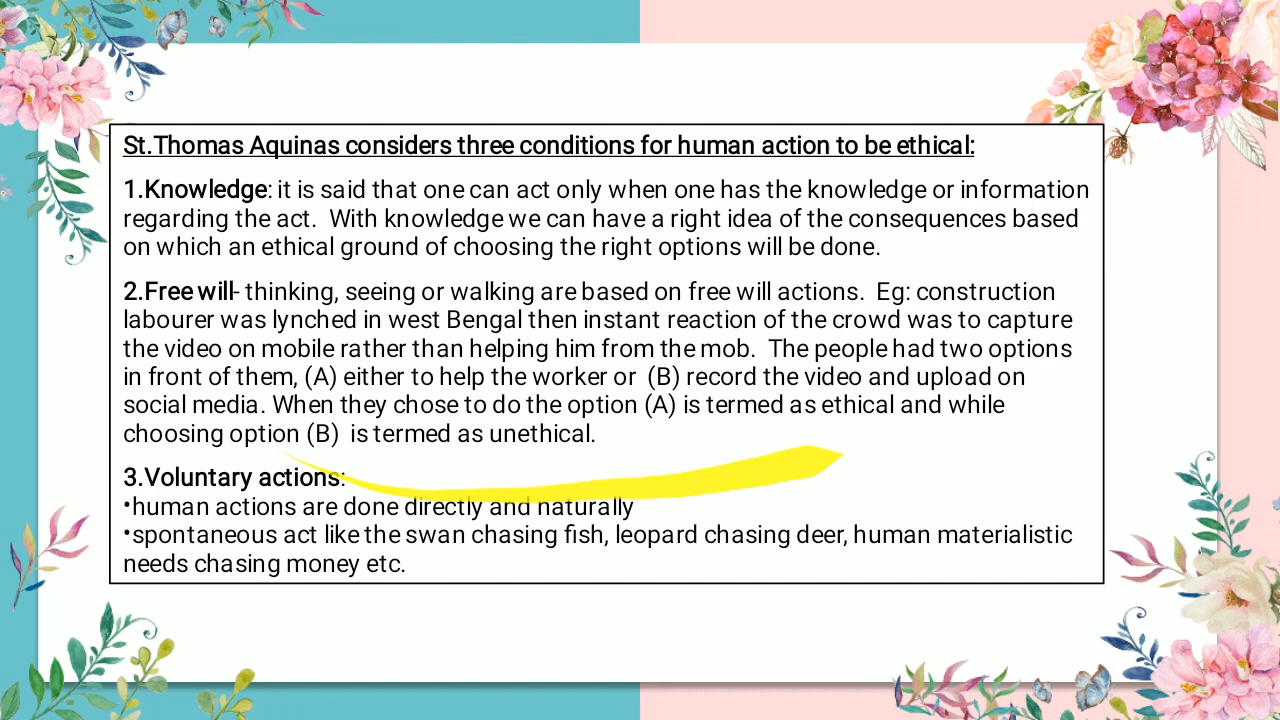 St.Thomas Aquinas considers three conditions for human action to be ethical:
1.Knowledge: it is said that one can act only when one has the knowledge or information
regarding the act. With knowledge we can have a right idea of the consequences based
on which an ethical ground of choosing the right options will be done.
2.Free will- thinking, seeing or walking are based on free will actions. Eg: construction
labourer was lynched in west Bengal then instant reaction of the crowd was to capture
the video on mobile rather than helping him from the mob. The people had two options
in front of them, (A) either to help the worker or (B) record the video and upload on
social media. When they chose to do the option (A) is termed as ethical and while
choosing option (B) is termed as unethical.
3.Voluntary actions:
•human actions are done directly and naturally
•spontaneous act like the swan chasing fish, leopard chasing deer, human materialistic
needs chasing money etc.